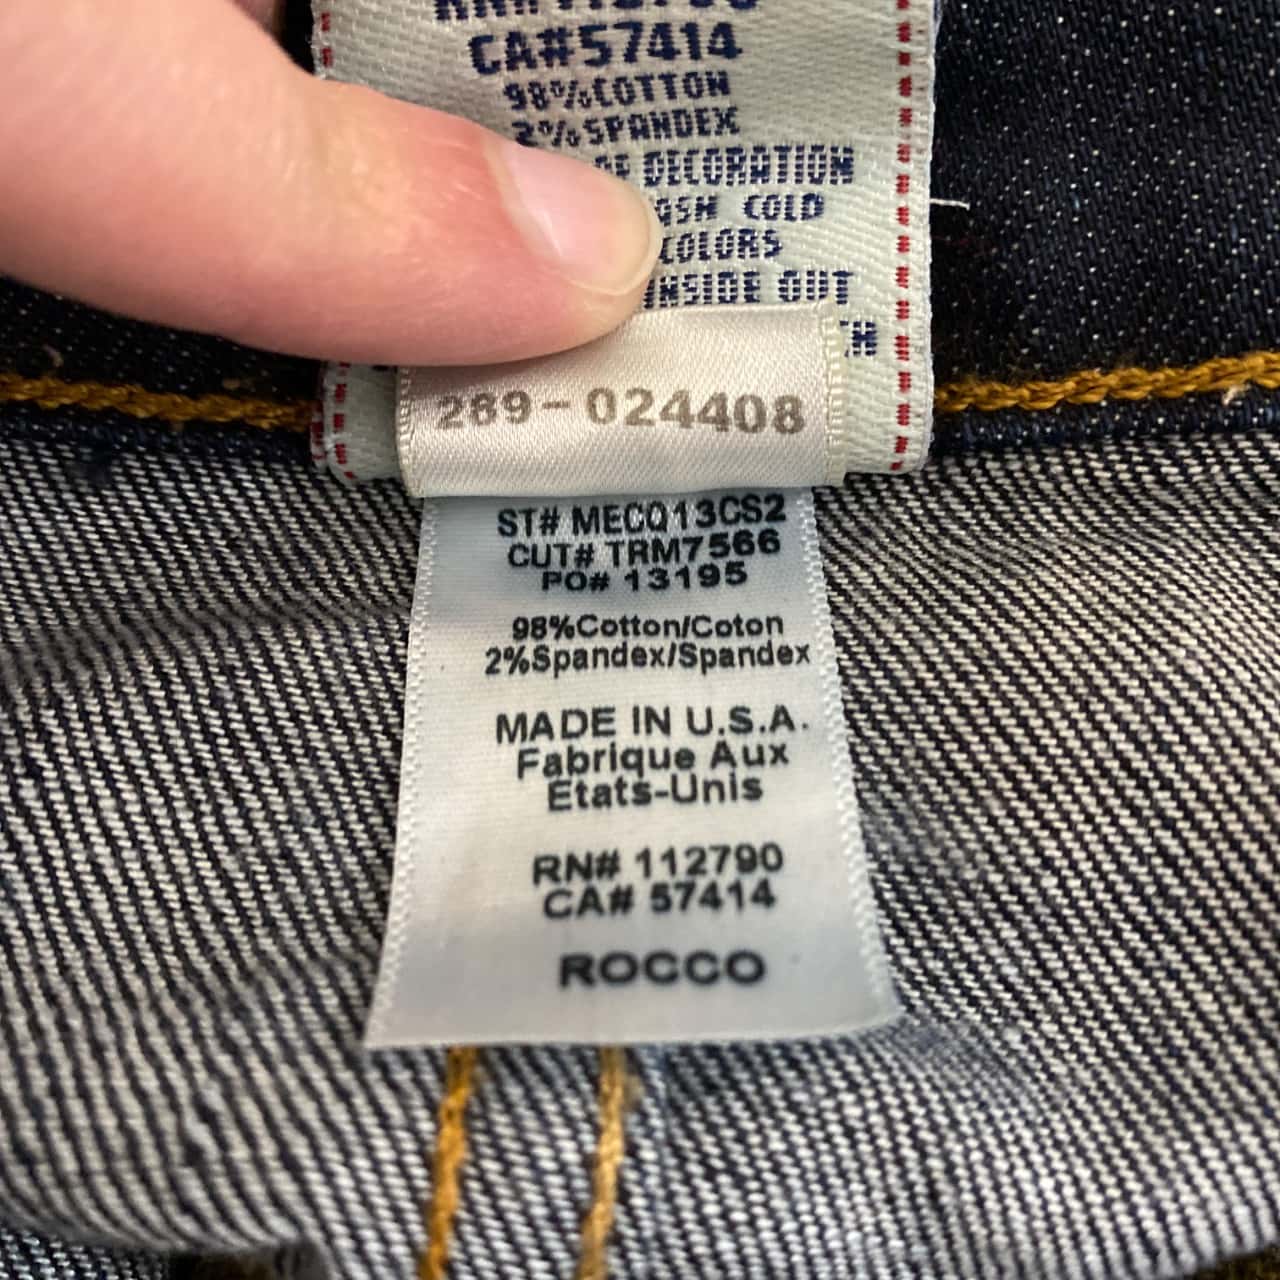 CA#57414
98%COTTON
2%SPANDEX
DECORATION
COLD
COLORS
INSIDE OUT
289-024408
ST# MECQ13CS2
CUT# TRM7566
PO# 13195
98%Cotton/Coton
2%Spandex/Spandex
MADE IN U.S.A.
Fabrique Aux
Etats-Unis
RN# 112790
CA# 57414
ROCCO